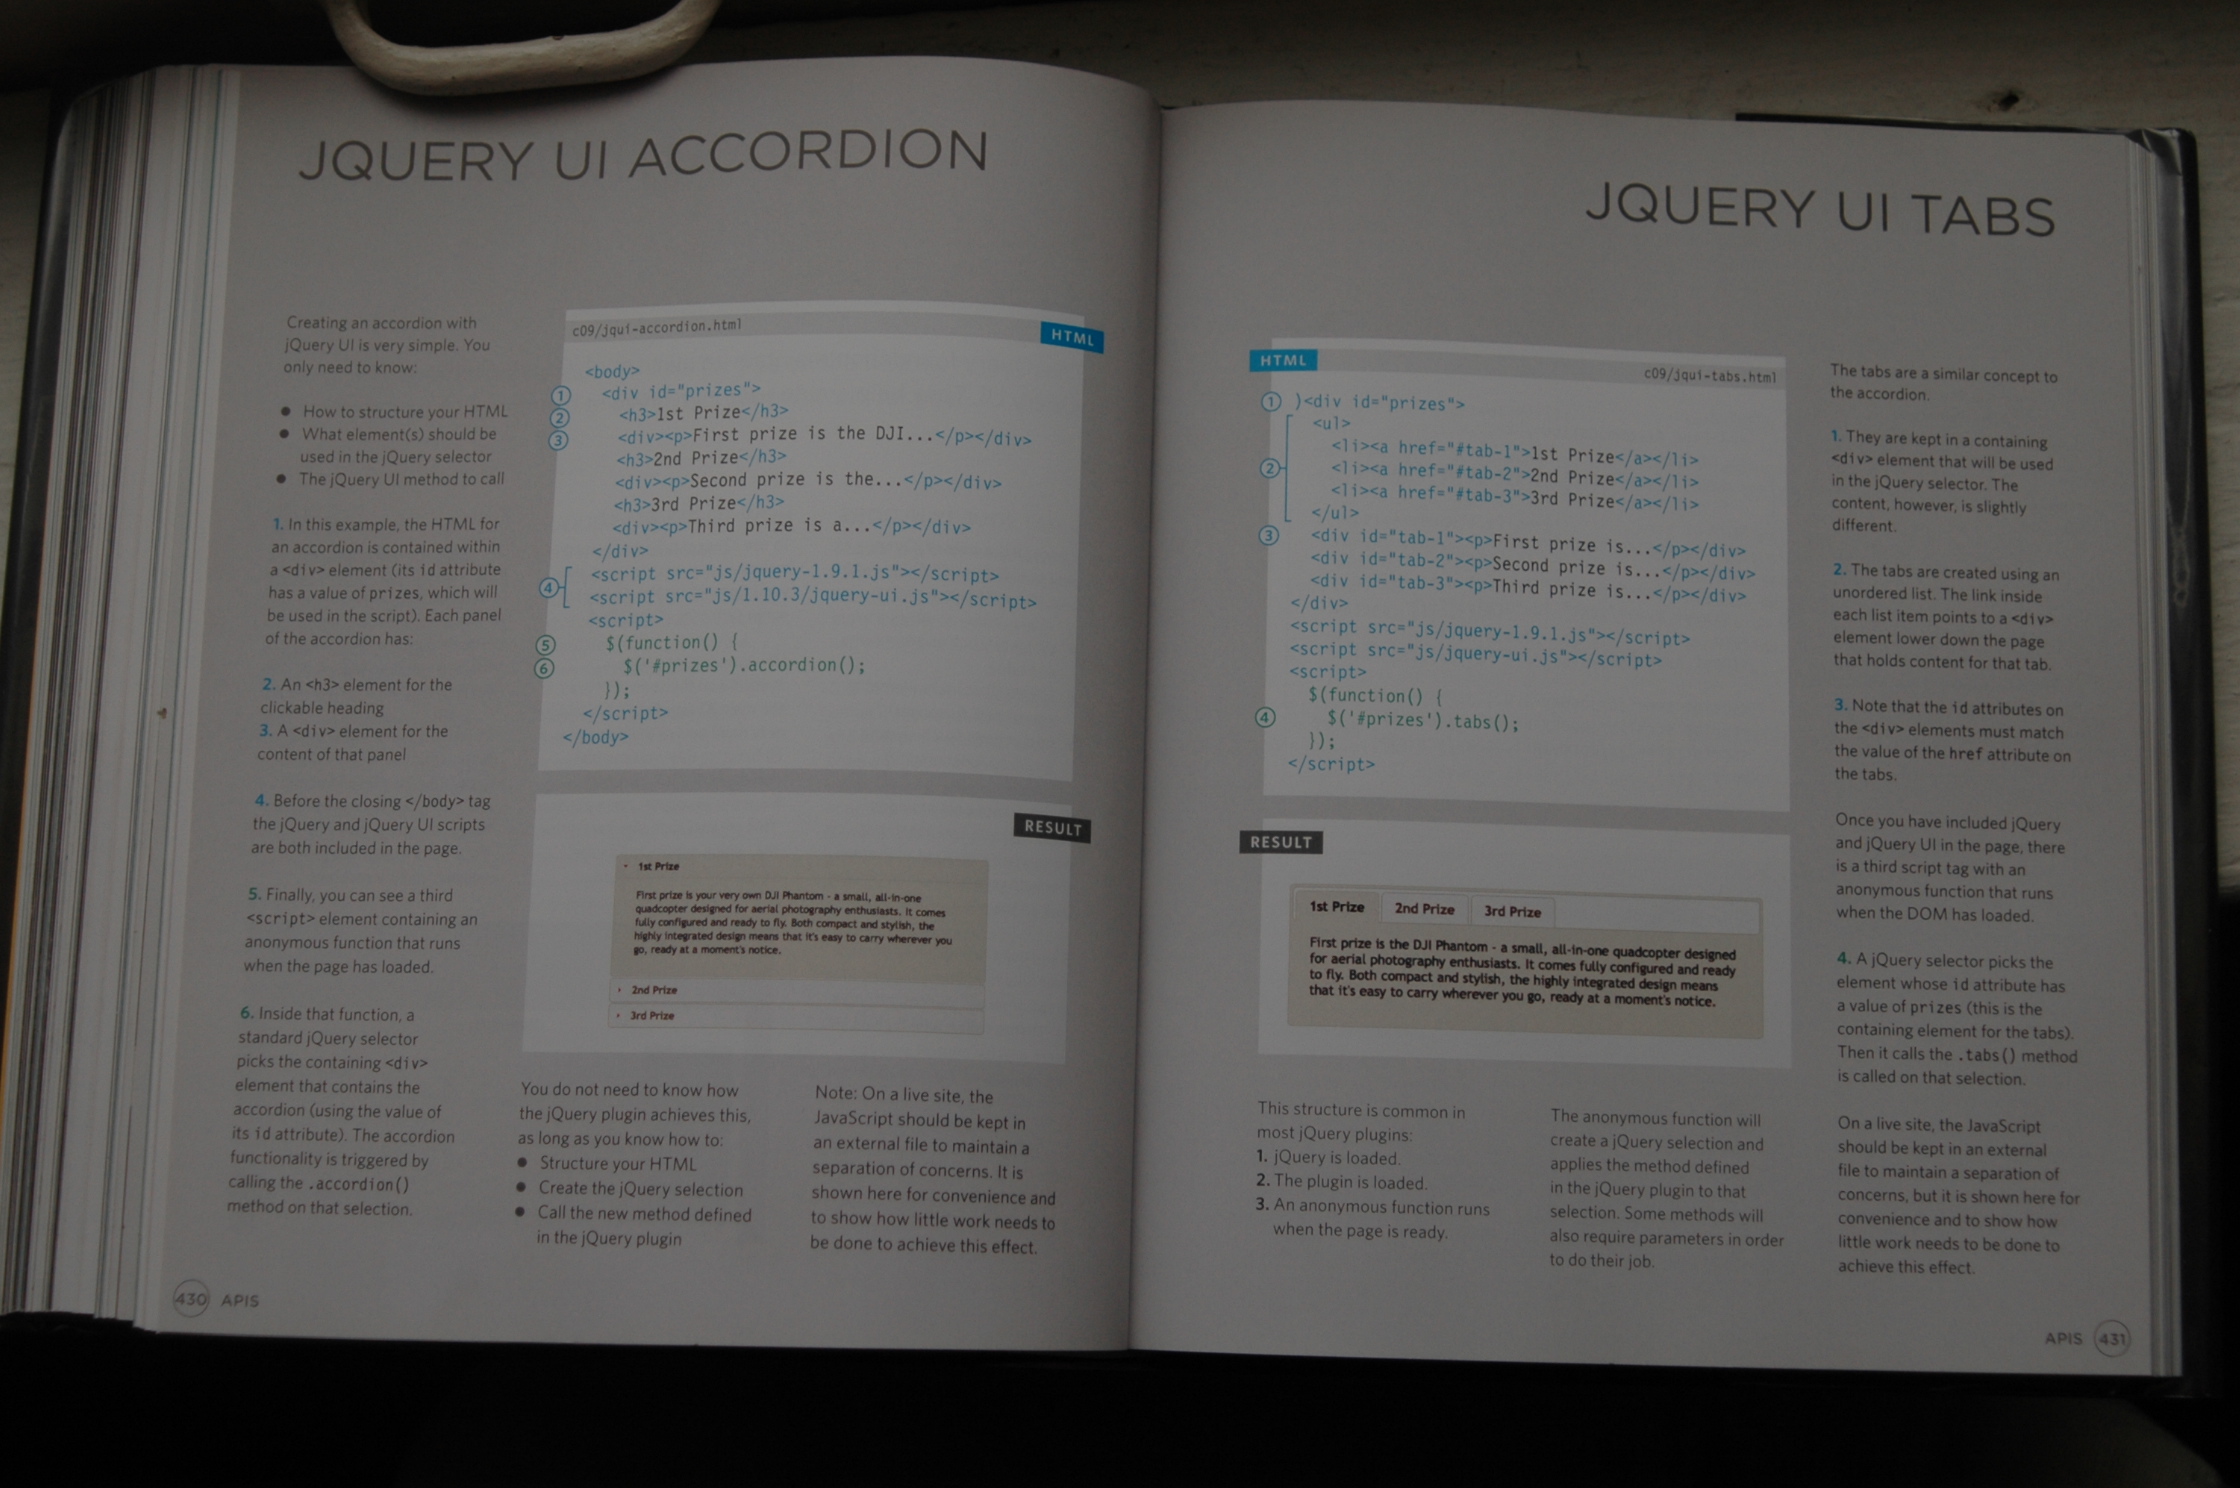 JQUERY UI ACCORDION
Creating an accordion with
jQuery UI is very simple. You
only need to know:
● How to structure your HTML
● What element(s) should be
used in the jQuery selector
● The jQuery UI method to call
1. In this example, the HTML for
an accordion is contained within
a <div> element (its id attribute
has a value of prizes, which will
be used in the script). Each panel
of the accordion has:
2. An <h3> element for the
clickable heading
3. A <div> element for the
content of that panel
4. Before the closing </body> tag
the jQuery and jQuery UI scripts
are both included in the page.
5. Finally, you can see a third
<script> element containing an
anonymous function that runs
when the page has loaded.
6. Inside that function, a
standard jQuery selector
picks the containing <div>
element that contains the
accordion (using the value of
its id attribute). The accordion
functionality is triggered by
calling the .accordion()
method on that selection.
c09/jqui-accordion.html
HTML
<body>
① <div id="prizes">
② <h3>1st Prize</h3>
③ <div><p>First prize is the DJI...</p></div>
<h3>2nd Prize</h3>
<div><p>Second prize is the...</p></div>
<h3>3rd Prize</h3>
<div><p>Third prize is a...</p></div>
</div>
④ <script src="js/jquery-1.9.1.js"></script>
<script src="js/1.10.3/jquery-ui.js"></script>
<script>
⑤ $(function() {
⑥ $('#prizes').accordion();
});
</script>
</body>
RESULT
1st Prize
First prize is your very own DJI Phantom - a small, all-in-one
quadcopter designed for aerial photography enthusiasts. It comes
fully configured and ready to fly. Both compact and stylish, the
highly integrated design means that it's easy to carry wherever you
go, ready at a moment's notice.
2nd Prize
3rd Prize
You do not need to know how
the jQuery plugin achieves this,
as long as you know how to:
● Structure your HTML
● Create the jQuery selection
● Call the new method defined
in the jQuery plugin
Note: On a live site, the
JavaScript should be kept in
an external file to maintain a
separation of concerns. It is
shown here for convenience and
to show how little work needs to
be done to achieve this effect.
430 APIS
JQUERY UI TABS
HTML
c09/jqui-tabs.html
① )<div id="prizes">
<ul>
<li><a href="#tab-1">1st Prize</a></li>
② <li><a href="#tab-2">2nd Prize</a></li>
<li><a href="#tab-3">3rd Prize</a></li>
</ul>
③ <div id="tab-1"><p>First prize is...</p></div>
<div id="tab-2"><p>Second prize is...</p></div>
<div id="tab-3"><p>Third prize is...</p></div>
</div>
<script src="js/jquery-1.9.1.js"></script>
<script src="js/jquery-ui.js"></script>
<script>
$(function() {
④ $('#prizes').tabs();
});
</script>
RESULT
1st Prize 2nd Prize 3rd Prize
First prize is the DJI Phantom - a small, all-in-one quadcopter designed
for aerial photography enthusiasts. It comes fully configured and ready
to fly. Both compact and stylish, the highly integrated design means
that it's easy to carry wherever you go, ready at a moment's notice.
This structure is common in
most jQuery plugins:
1. jQuery is loaded.
2. The plugin is loaded.
3. An anonymous function runs
when the page is ready.
The anonymous function will
create a jQuery selection and
applies the method defined
in the jQuery plugin to that
selection. Some methods will
also require parameters in order
to do their job.
The tabs are a similar concept to
the accordion.
1. They are kept in a containing
<div> element that will be used
in the jQuery selector. The
content, however, is slightly
different.
2. The tabs are created using an
unordered list. The link inside
each list item points to a <div>
element lower down the page
that holds content for that tab.
3. Note that the id attributes on
the <div> elements must match
the value of the href attribute on
the tabs.
Once you have included jQuery
and jQuery UI in the page, there
is a third script tag with an
anonymous function that runs
when the DOM has loaded.
4. A jQuery selector picks the
element whose id attribute has
a value of prizes (this is the
containing element for the tabs).
Then it calls the .tabs() method
is called on that selection.
On a live site, the JavaScript
should be kept in an external
file to maintain a separation of
concerns, but it is shown here for
convenience and to show how
little work needs to be done to
achieve this effect.
APIS 431